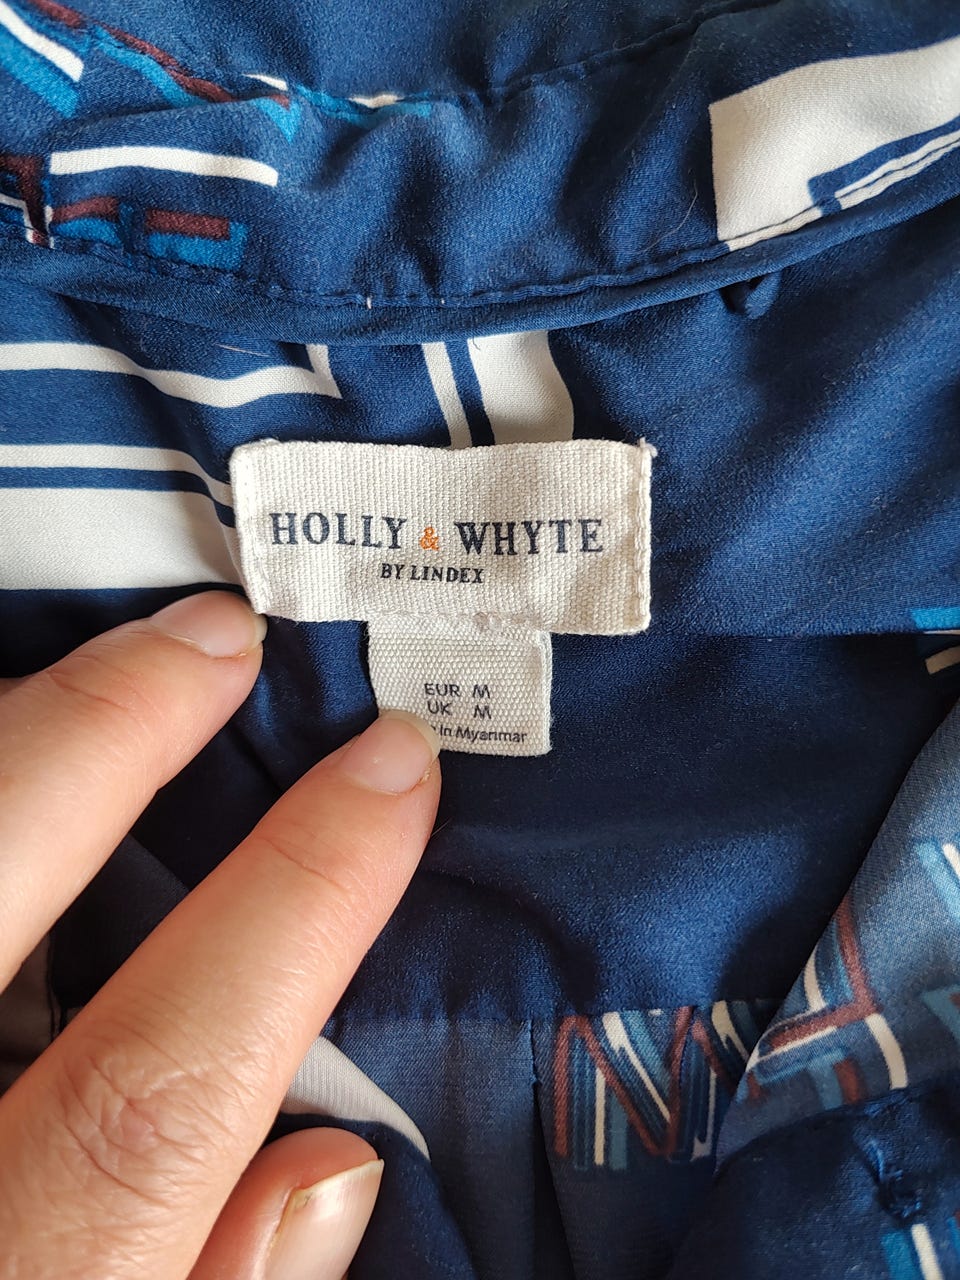 HOLLY & WHYTE
BY LINDEX
EUR M
UK M
in Myanmar